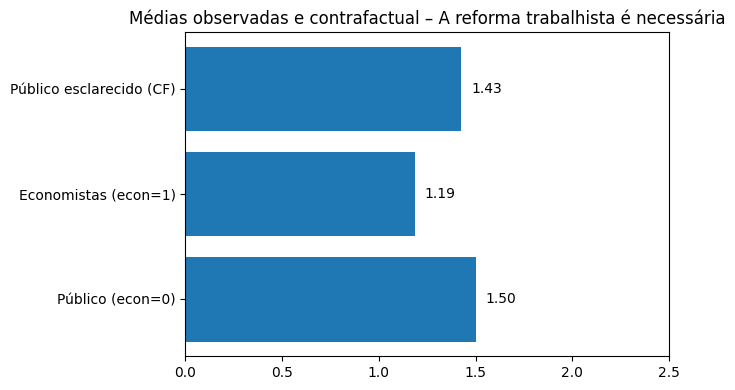 Médias observadas e contrafactual – A reforma trabalhista é necessária
Público esclarecido (CF)
1.43
Economistas (econ=1)
1.19
Público (econ=0)
1.50
0.0 0.5 1.0 1.5 2.0 2.5